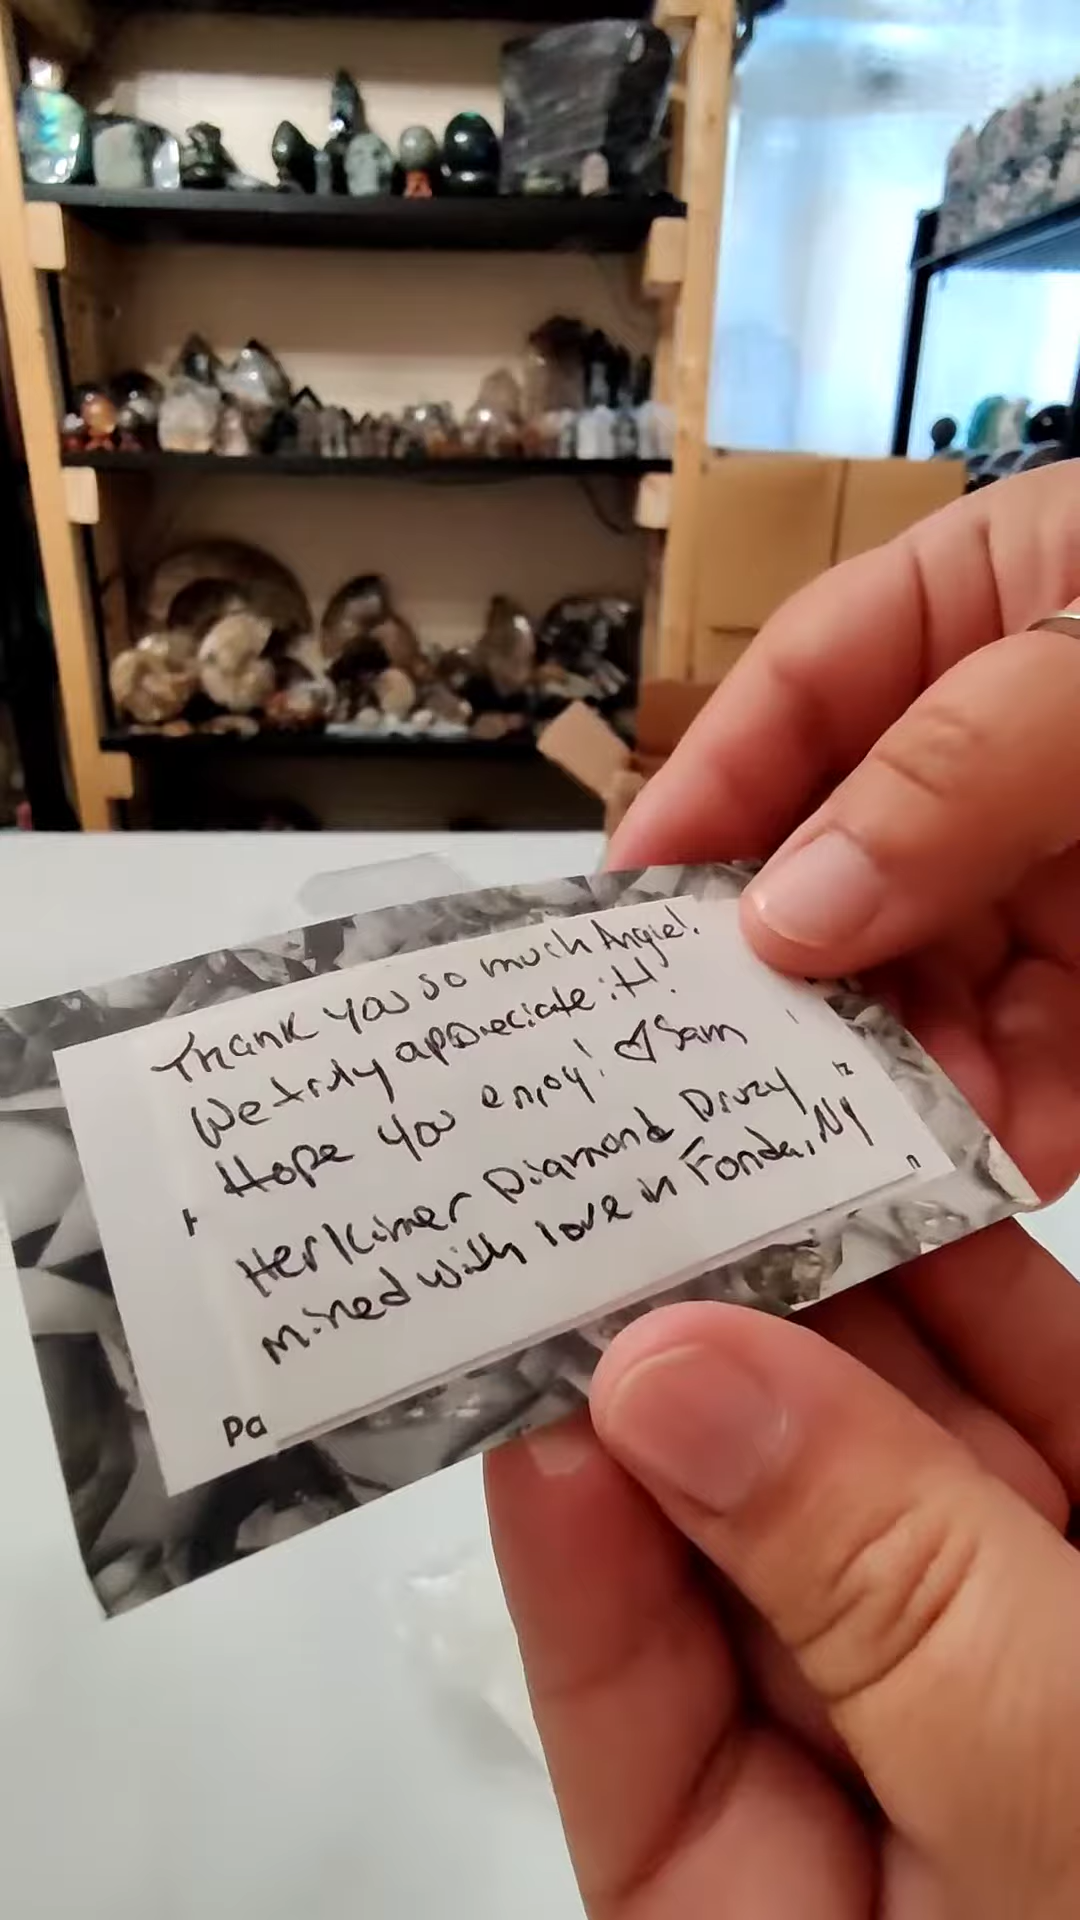 Thank you so much Angie!
We truly appreciate it!
Hope you enjoy! ♡ Sam
Herkimer Diamond Druzy
mined with love in Fonda, NY
Pa